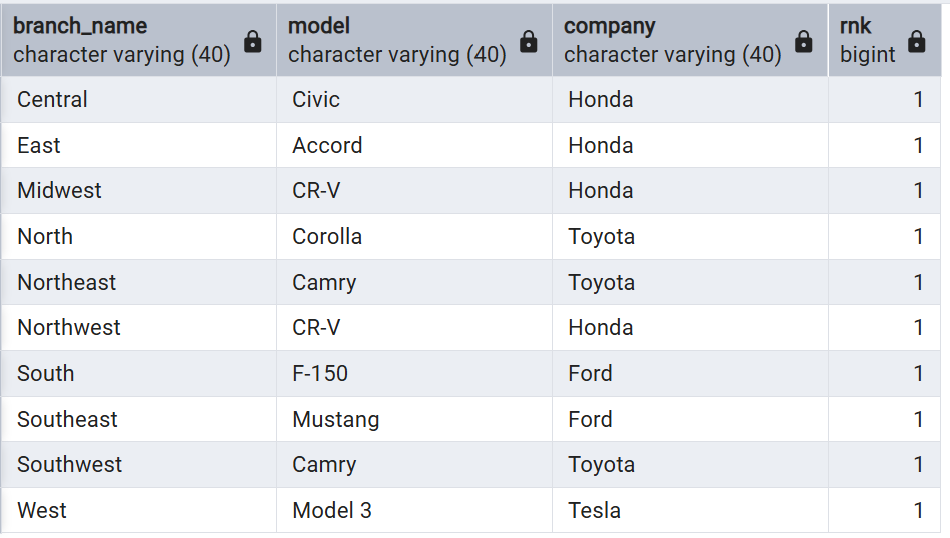 branch_name model company rnk
character varying (40) character varying (40) character varying (40) bigint
Central Civic Honda 1
East Accord Honda 1
Midwest CR-V Honda 1
North Corolla Toyota 1
Northeast Camry Toyota 1
Northwest CR-V Honda 1
South F-150 Ford 1
Southeast Mustang Ford 1
Southwest Camry Toyota 1
West Model 3 Tesla 1